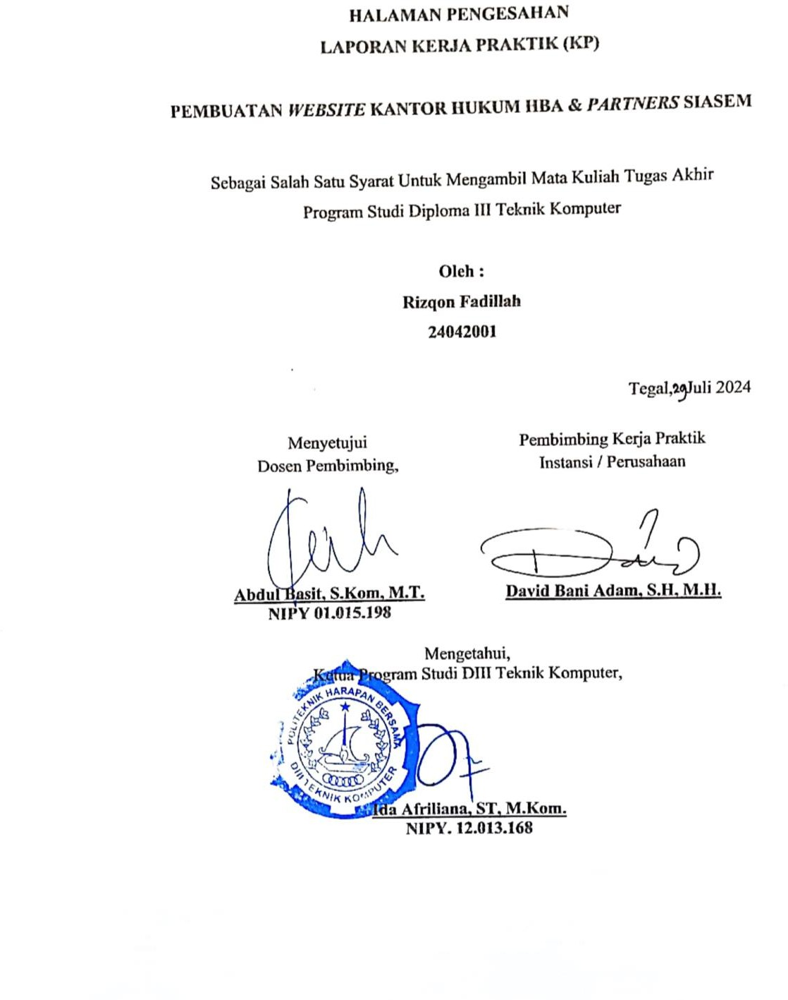 HALAMAN PENGESAHAN
LAPORAN KERJA PRAKTIK (KP)
PEMBUATAN WEBSITE KANTOR HUKUM HBA & PARTNERS SIASEM
Sebagai Salah Satu Syarat Untuk Mengambil Mata Kuliah Tugas Akhir
Program Studi Diploma III Teknik Komputer
Oleh :
Rizqon Fadillah
24042001
Tegal,29Juli 2024
Menyetujui
Dosen Pembimbing,
Pembimbing Kerja Praktik
Instansi / Perusahaan
Abdul Basit, S.Kom, M.T.
NIPY 01.015.198
David Bani Adam, S.H, M.H.
Mengetahui,
Ketua Program Studi DIII Teknik Komputer,
POLITEKNIK HARAPAN BERSAMA
DIII TEKNIK KOMPUTER
Ida Afriliana, ST, M.Kom.
NIPY. 12.013.168